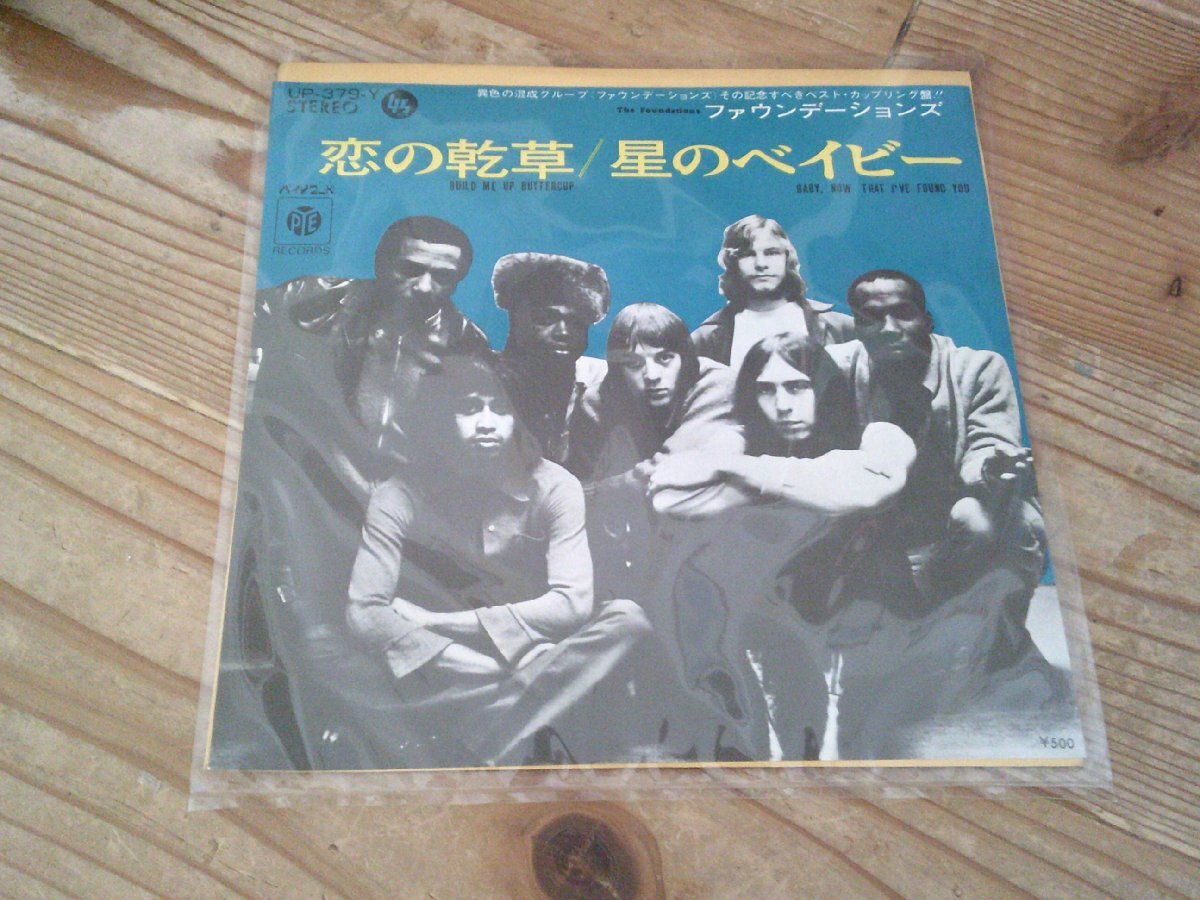 UP-379-Y
STEREO
異色の混成グループ〈ファウンデーションズ〉その記念すべきベスト・カップリング盤!!
The Foundations ファウンデーションズ
恋の乾草/星のベイビー
BUILD ME UP BUTTERCUP
BABY, NOW THAT I'VE FOUND YOU
パイ
PYE
RECORDS
¥500